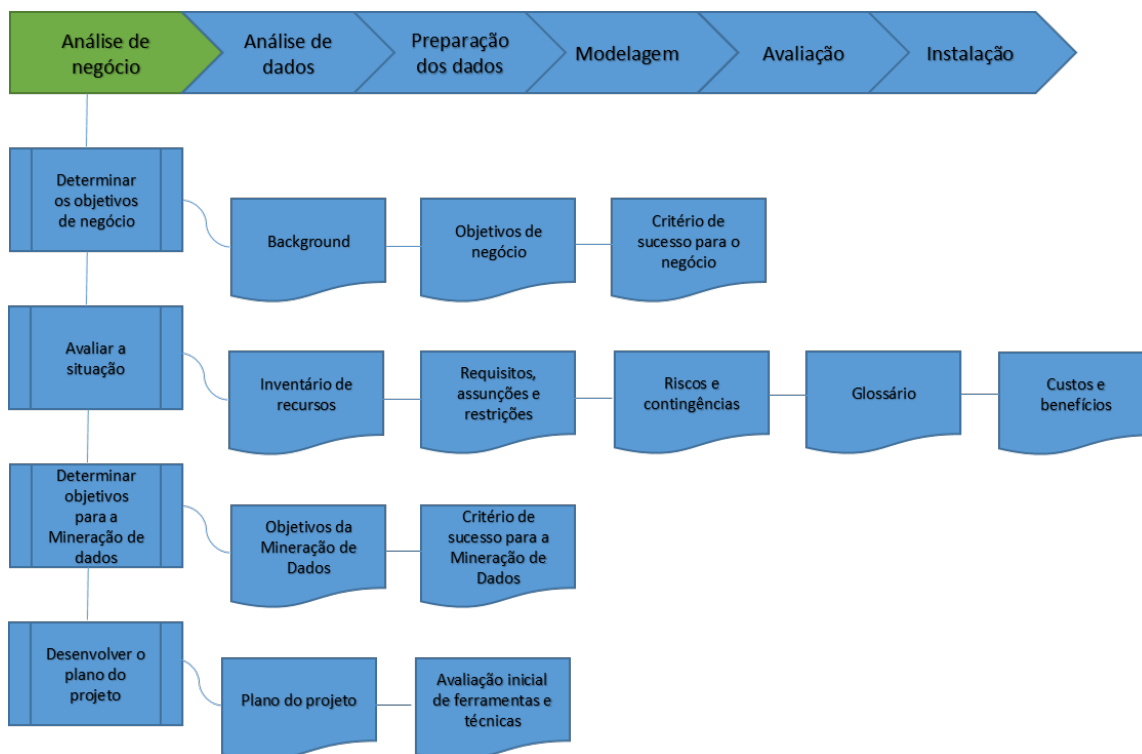 Análise de
negócio
Análise de
dados
Preparação
dos dados
Modelagem
Avaliação
Instalação
Determinar
os objetivos
de negócio
Background
Objetivos de
negócio
Critério de
sucesso para o
negócio
Avaliar a
situação
Inventário de
recursos
Requisitos,
assunções e
restrições
Riscos e
contingências
Glossário
Custos e
benefícios
Determinar
objetivos
para a
Mineração de
dados
Objetivos da
Mineração de
Dados
Critério de
sucesso para a
Mineração de
Dados
Desenvolver o
plano do
projeto
Plano do projeto
Avaliação inicial
de ferramentas e
técnicas